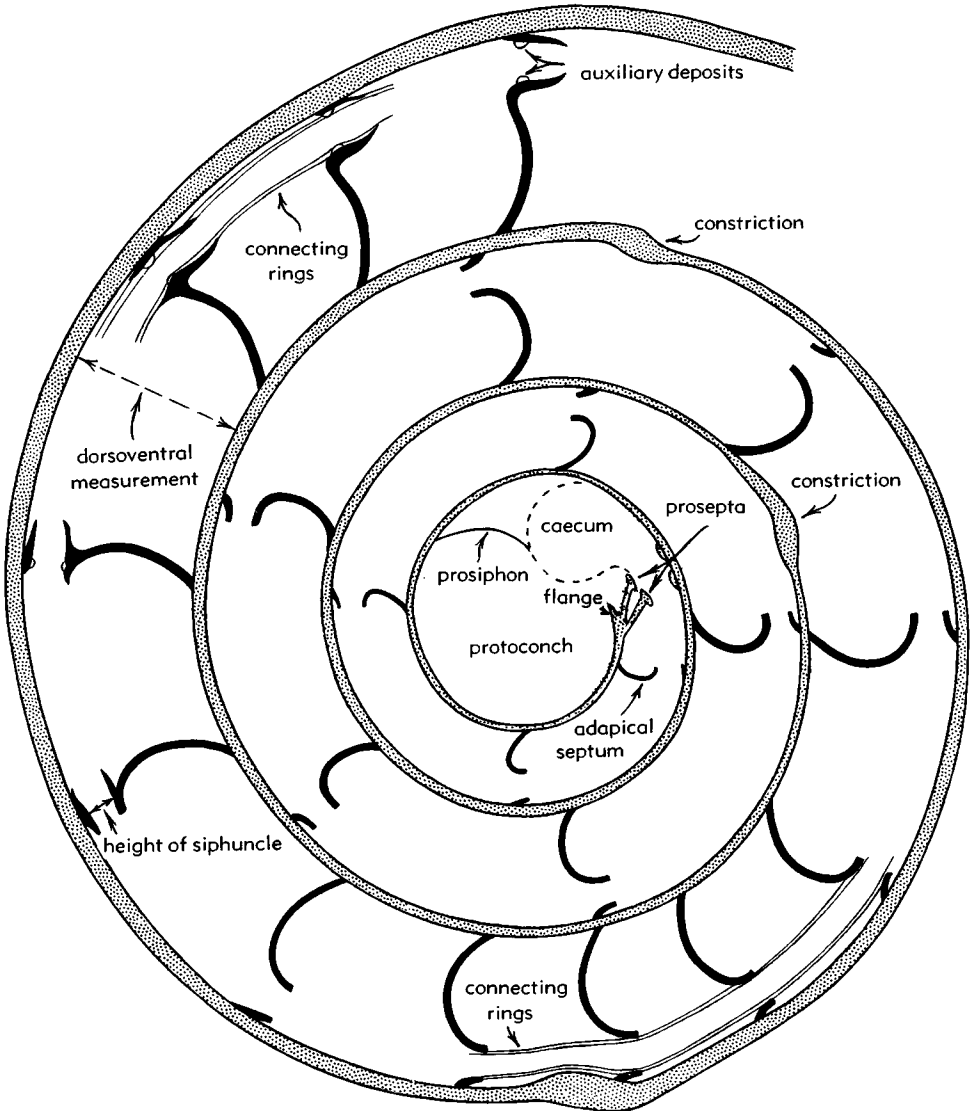 auxiliary deposits
constriction
connecting
rings
dorsoventral
measurement
constriction
prosepta
caecum
prosiphon
flange
protoconch
adapical
septum
height of siphuncle
connecting
rings